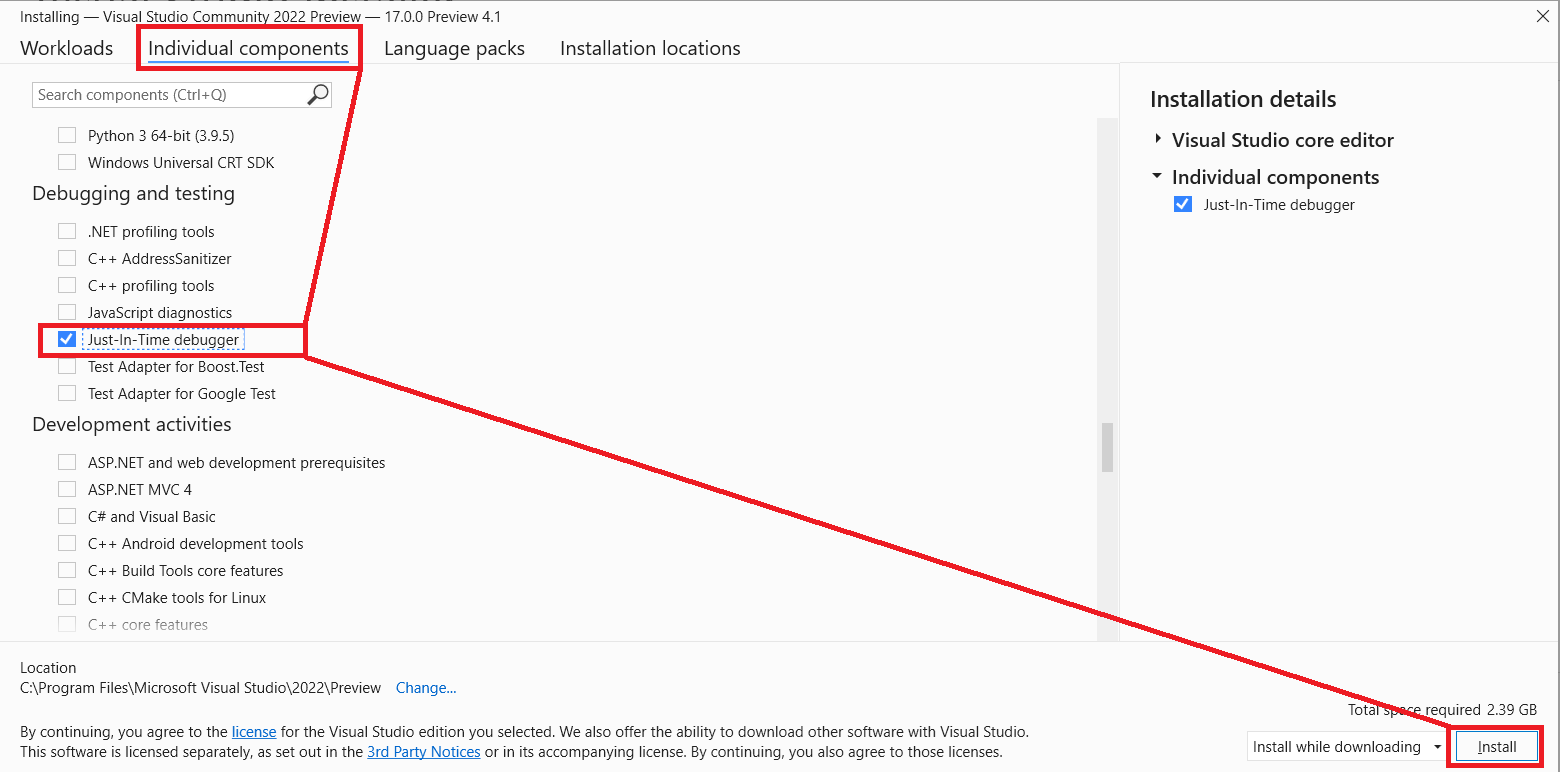 Installing — Visual Studio Community 2022 Preview — 17.0.0 Preview 4.1
Workloads Individual components Language packs Installation locations
Search components (Ctrl+Q)
Python 3 64-bit (3.9.5)
Windows Universal CRT SDK
Debugging and testing
.NET profiling tools
C++ AddressSanitizer
C++ profiling tools
JavaScript diagnostics
Just-In-Time debugger
Test Adapter for Boost.Test
Test Adapter for Google Test
Development activities
ASP.NET and web development prerequisites
ASP.NET MVC 4
C# and Visual Basic
C++ Android development tools
C++ Build Tools core features
C++ CMake tools for Linux
C++ core features
Installation details
Visual Studio core editor
Individual components
Just-In-Time debugger
Location
C:\Program Files\Microsoft Visual Studio\2022\Preview Change...
By continuing, you agree to the license for the Visual Studio edition you selected. We also offer the ability to download other software with Visual Studio.
This software is licensed separately, as set out in the 3rd Party Notices or in its accompanying license. By continuing, you also agree to those licenses.
Total space required 2.39 GB
Install while downloading Install